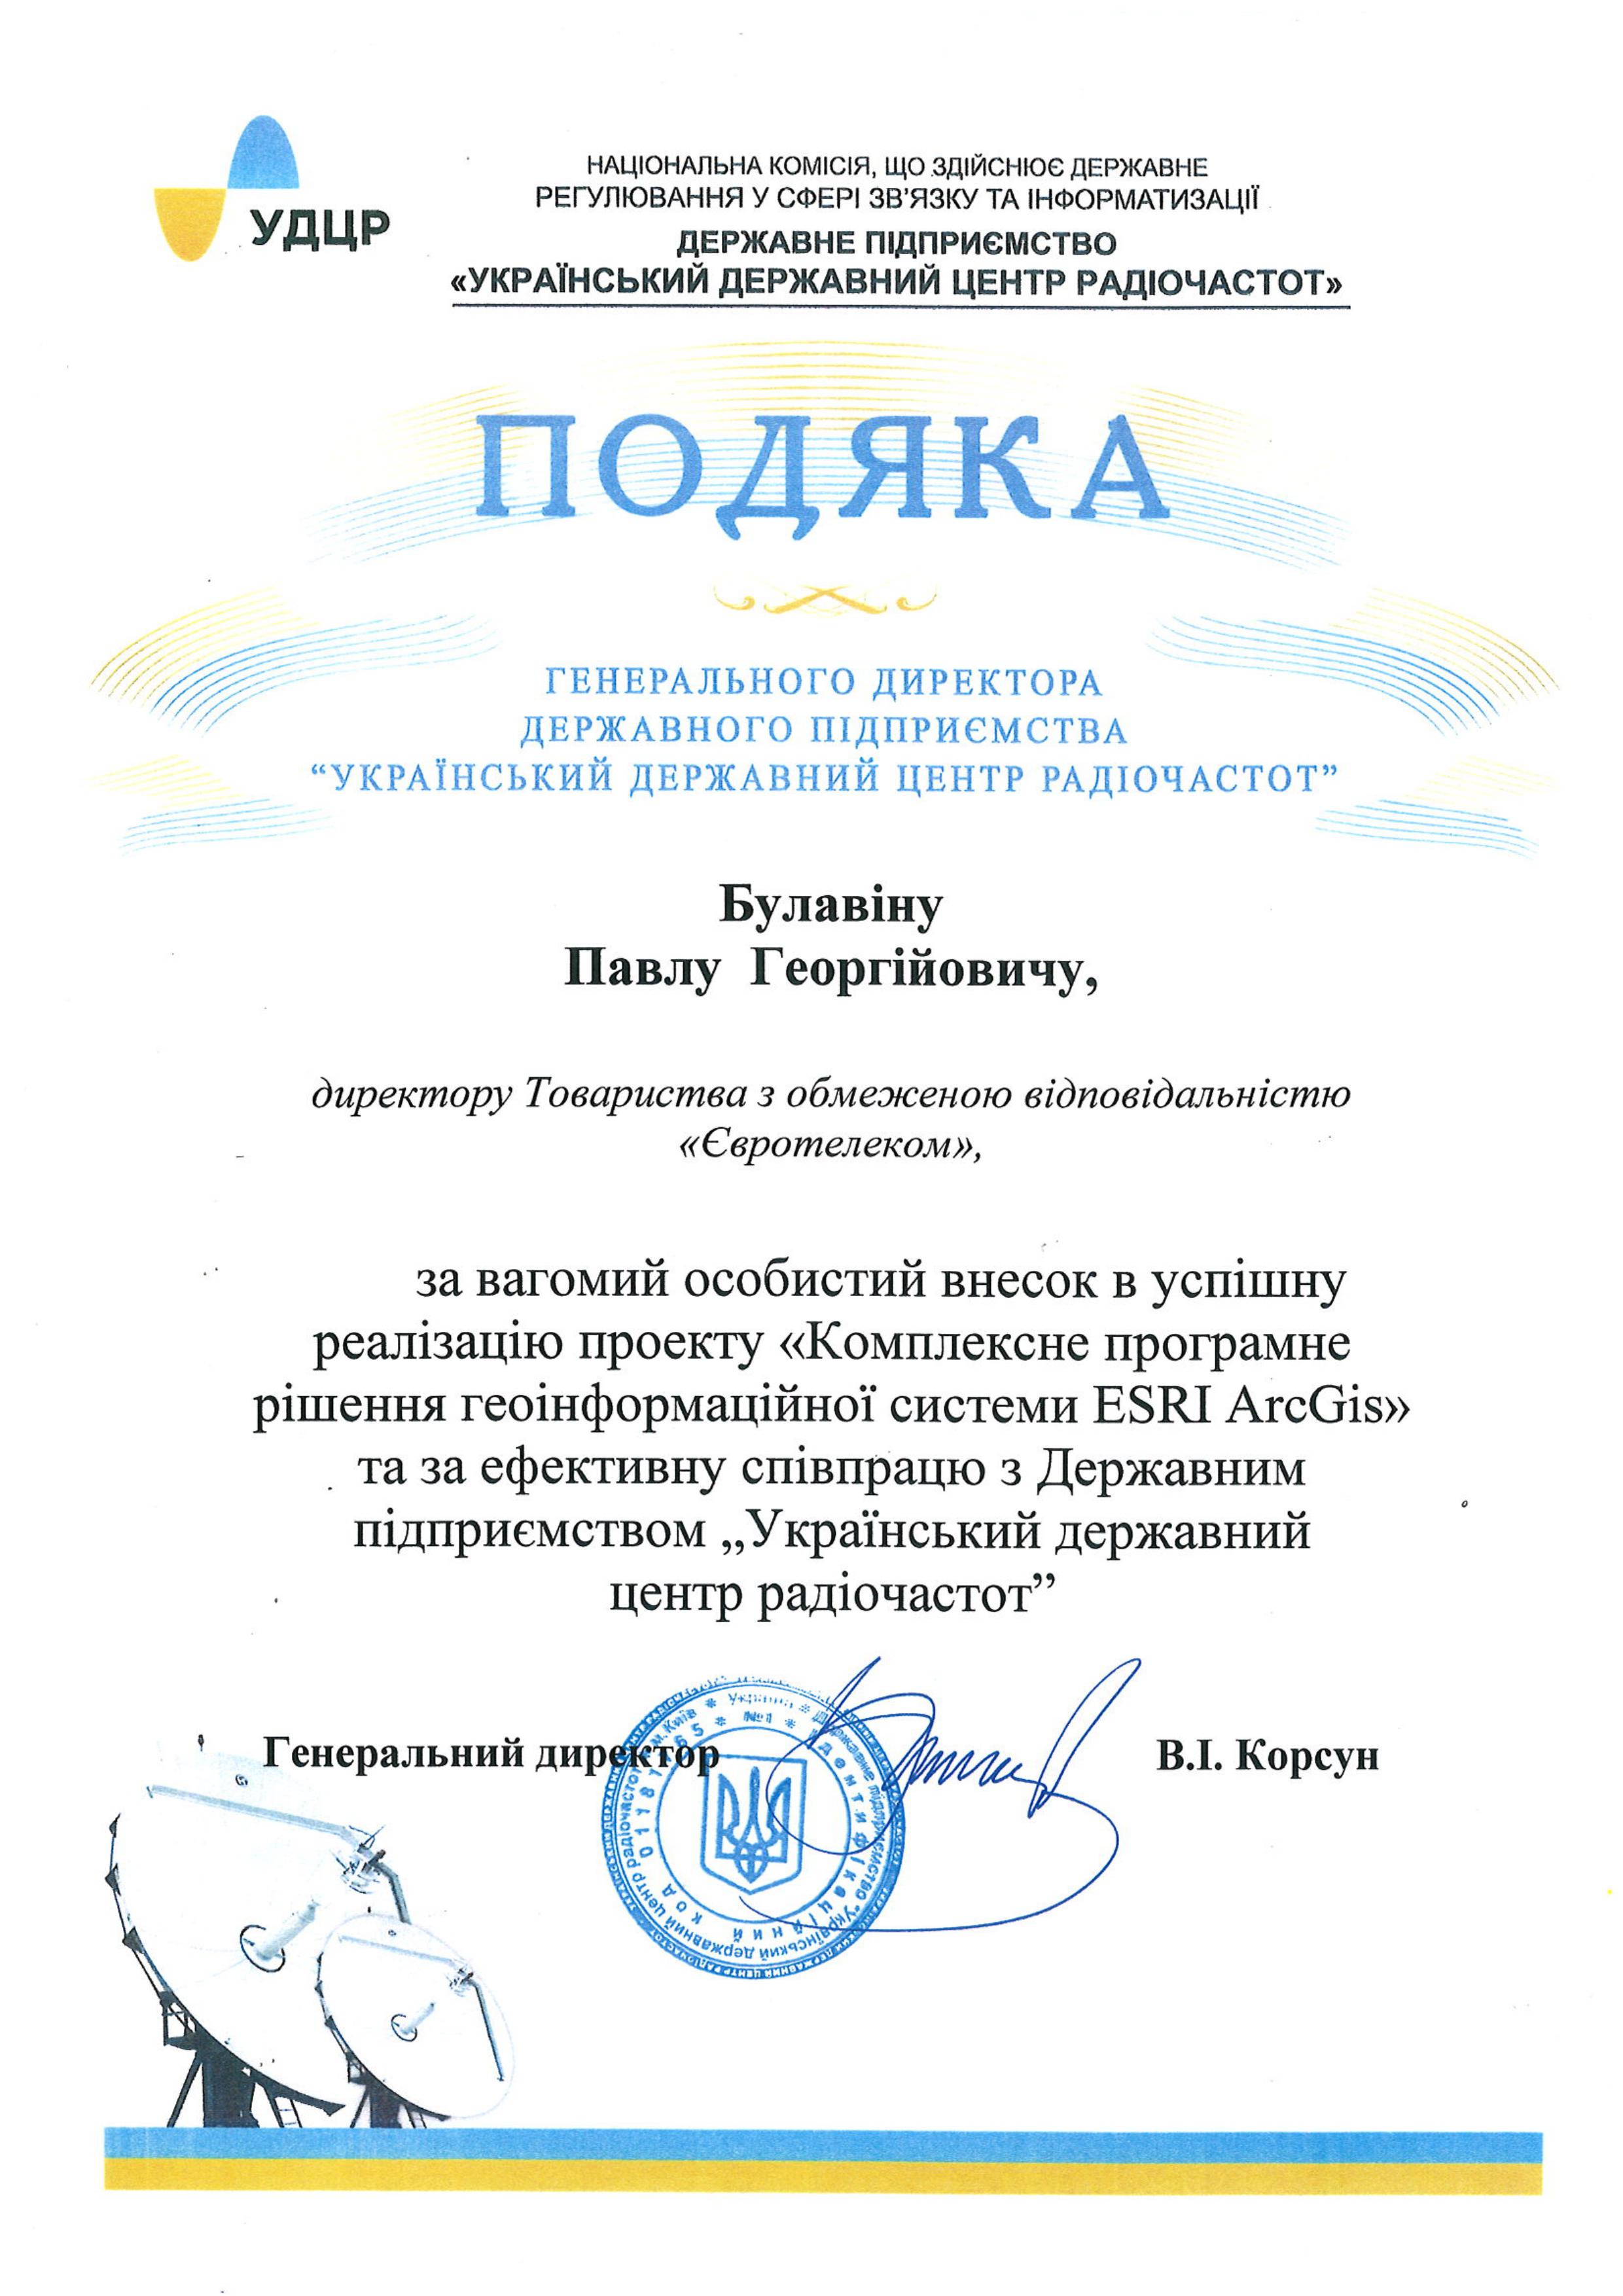 УДЦР
НАЦІОНАЛЬНА КОМІСІЯ, ЩО ЗДІЙСНЮЄ ДЕРЖАВНЕ
РЕГУЛЮВАННЯ У СФЕРІ ЗВ'ЯЗКУ ТА ІНФОРМАТИЗАЦІЇ
ДЕРЖАВНЕ ПІДПРИЄМСТВО
«УКРАЇНСЬКИЙ ДЕРЖАВНИЙ ЦЕНТР РАДІОЧАСТОТ»
ПОДЯКА
ГЕНЕРАЛЬНОГО ДИРЕКТОРА
ДЕРЖАВНОГО ПІДПРИЄМСТВА
“УКРАЇНСЬКИЙ ДЕРЖАВНИЙ ЦЕНТР РАДІОЧАСТОТ”
Булавіну
Павлу Георгійовичу,
директору Товариства з обмеженою відповідальністю
«Євротелеком»,
за вагомий особистий внесок в успішну
реалізацію проекту «Комплексне програмне
рішення геоінформаційної системи ESRI ArcGis»
та за ефективну співпрацю з Державним
підприємством „Український державний
центр радіочастот”
Генеральний директор
В.І. Корсун
Україна * Державне підприємство "Український державний центр радіочастот" м.Київ *
№1 * Ідентифікаційний код 01181765 *